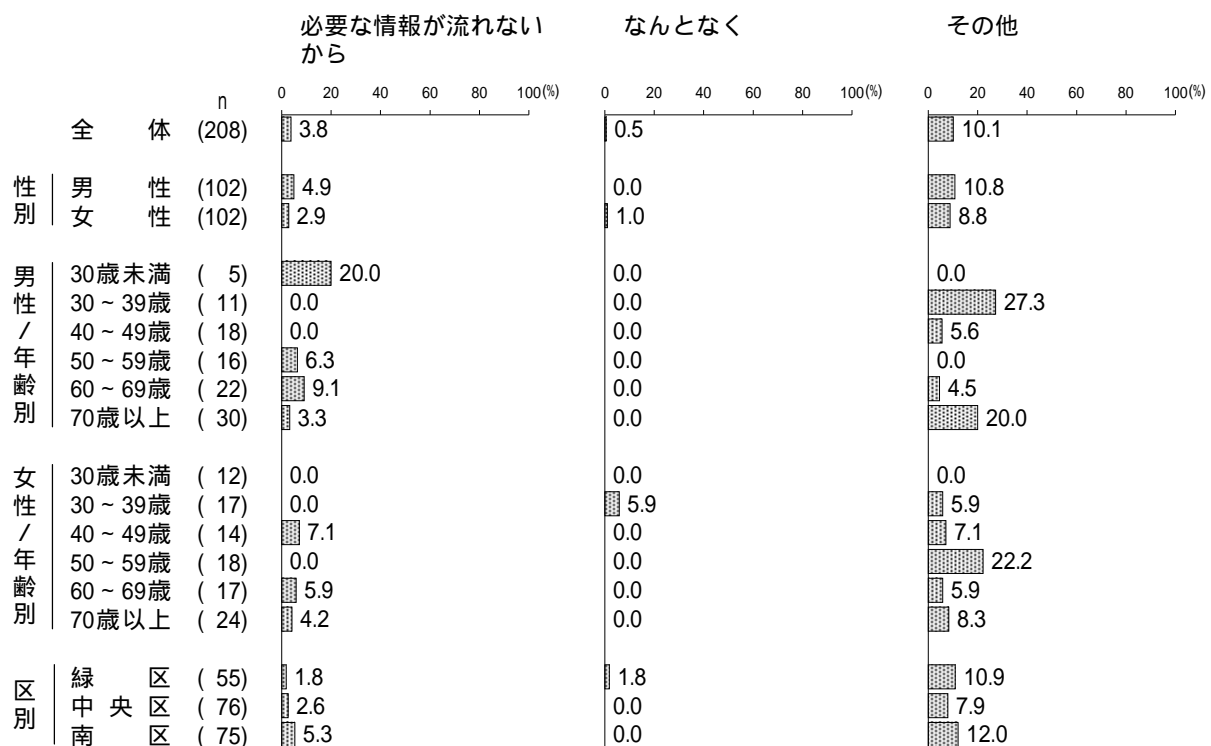 必要な情報が流れない
から
なんとなく
その他
n
0 20 40 60 80 100(%)
0 20 40 60 80 100(%)
0 20 40 60 80 100(%)
全 体 (208) 3.8 0.5 10.1
性別
男 性 (102) 4.9 0.0 10.8
女 性 (102) 2.9 1.0 8.8
男性/年齢別
30歳未満 ( 5) 20.0 0.0 0.0
30~39歳 ( 11) 0.0 0.0 27.3
40~49歳 ( 18) 0.0 0.0 5.6
50~59歳 ( 16) 6.3 0.0 0.0
60~69歳 ( 22) 9.1 0.0 4.5
70歳以上 ( 30) 3.3 0.0 20.0
女性/年齢別
30歳未満 ( 12) 0.0 0.0 0.0
30~39歳 ( 17) 0.0 5.9 5.9
40~49歳 ( 14) 7.1 0.0 7.1
50~59歳 ( 18) 0.0 0.0 22.2
60~69歳 ( 17) 5.9 0.0 5.9
70歳以上 ( 24) 4.2 0.0 8.3
区別
緑 区 ( 55) 1.8 1.8 10.9
中 央 区 ( 76) 2.6 0.0 7.9
南 区 ( 75) 5.3 0.0 12.0